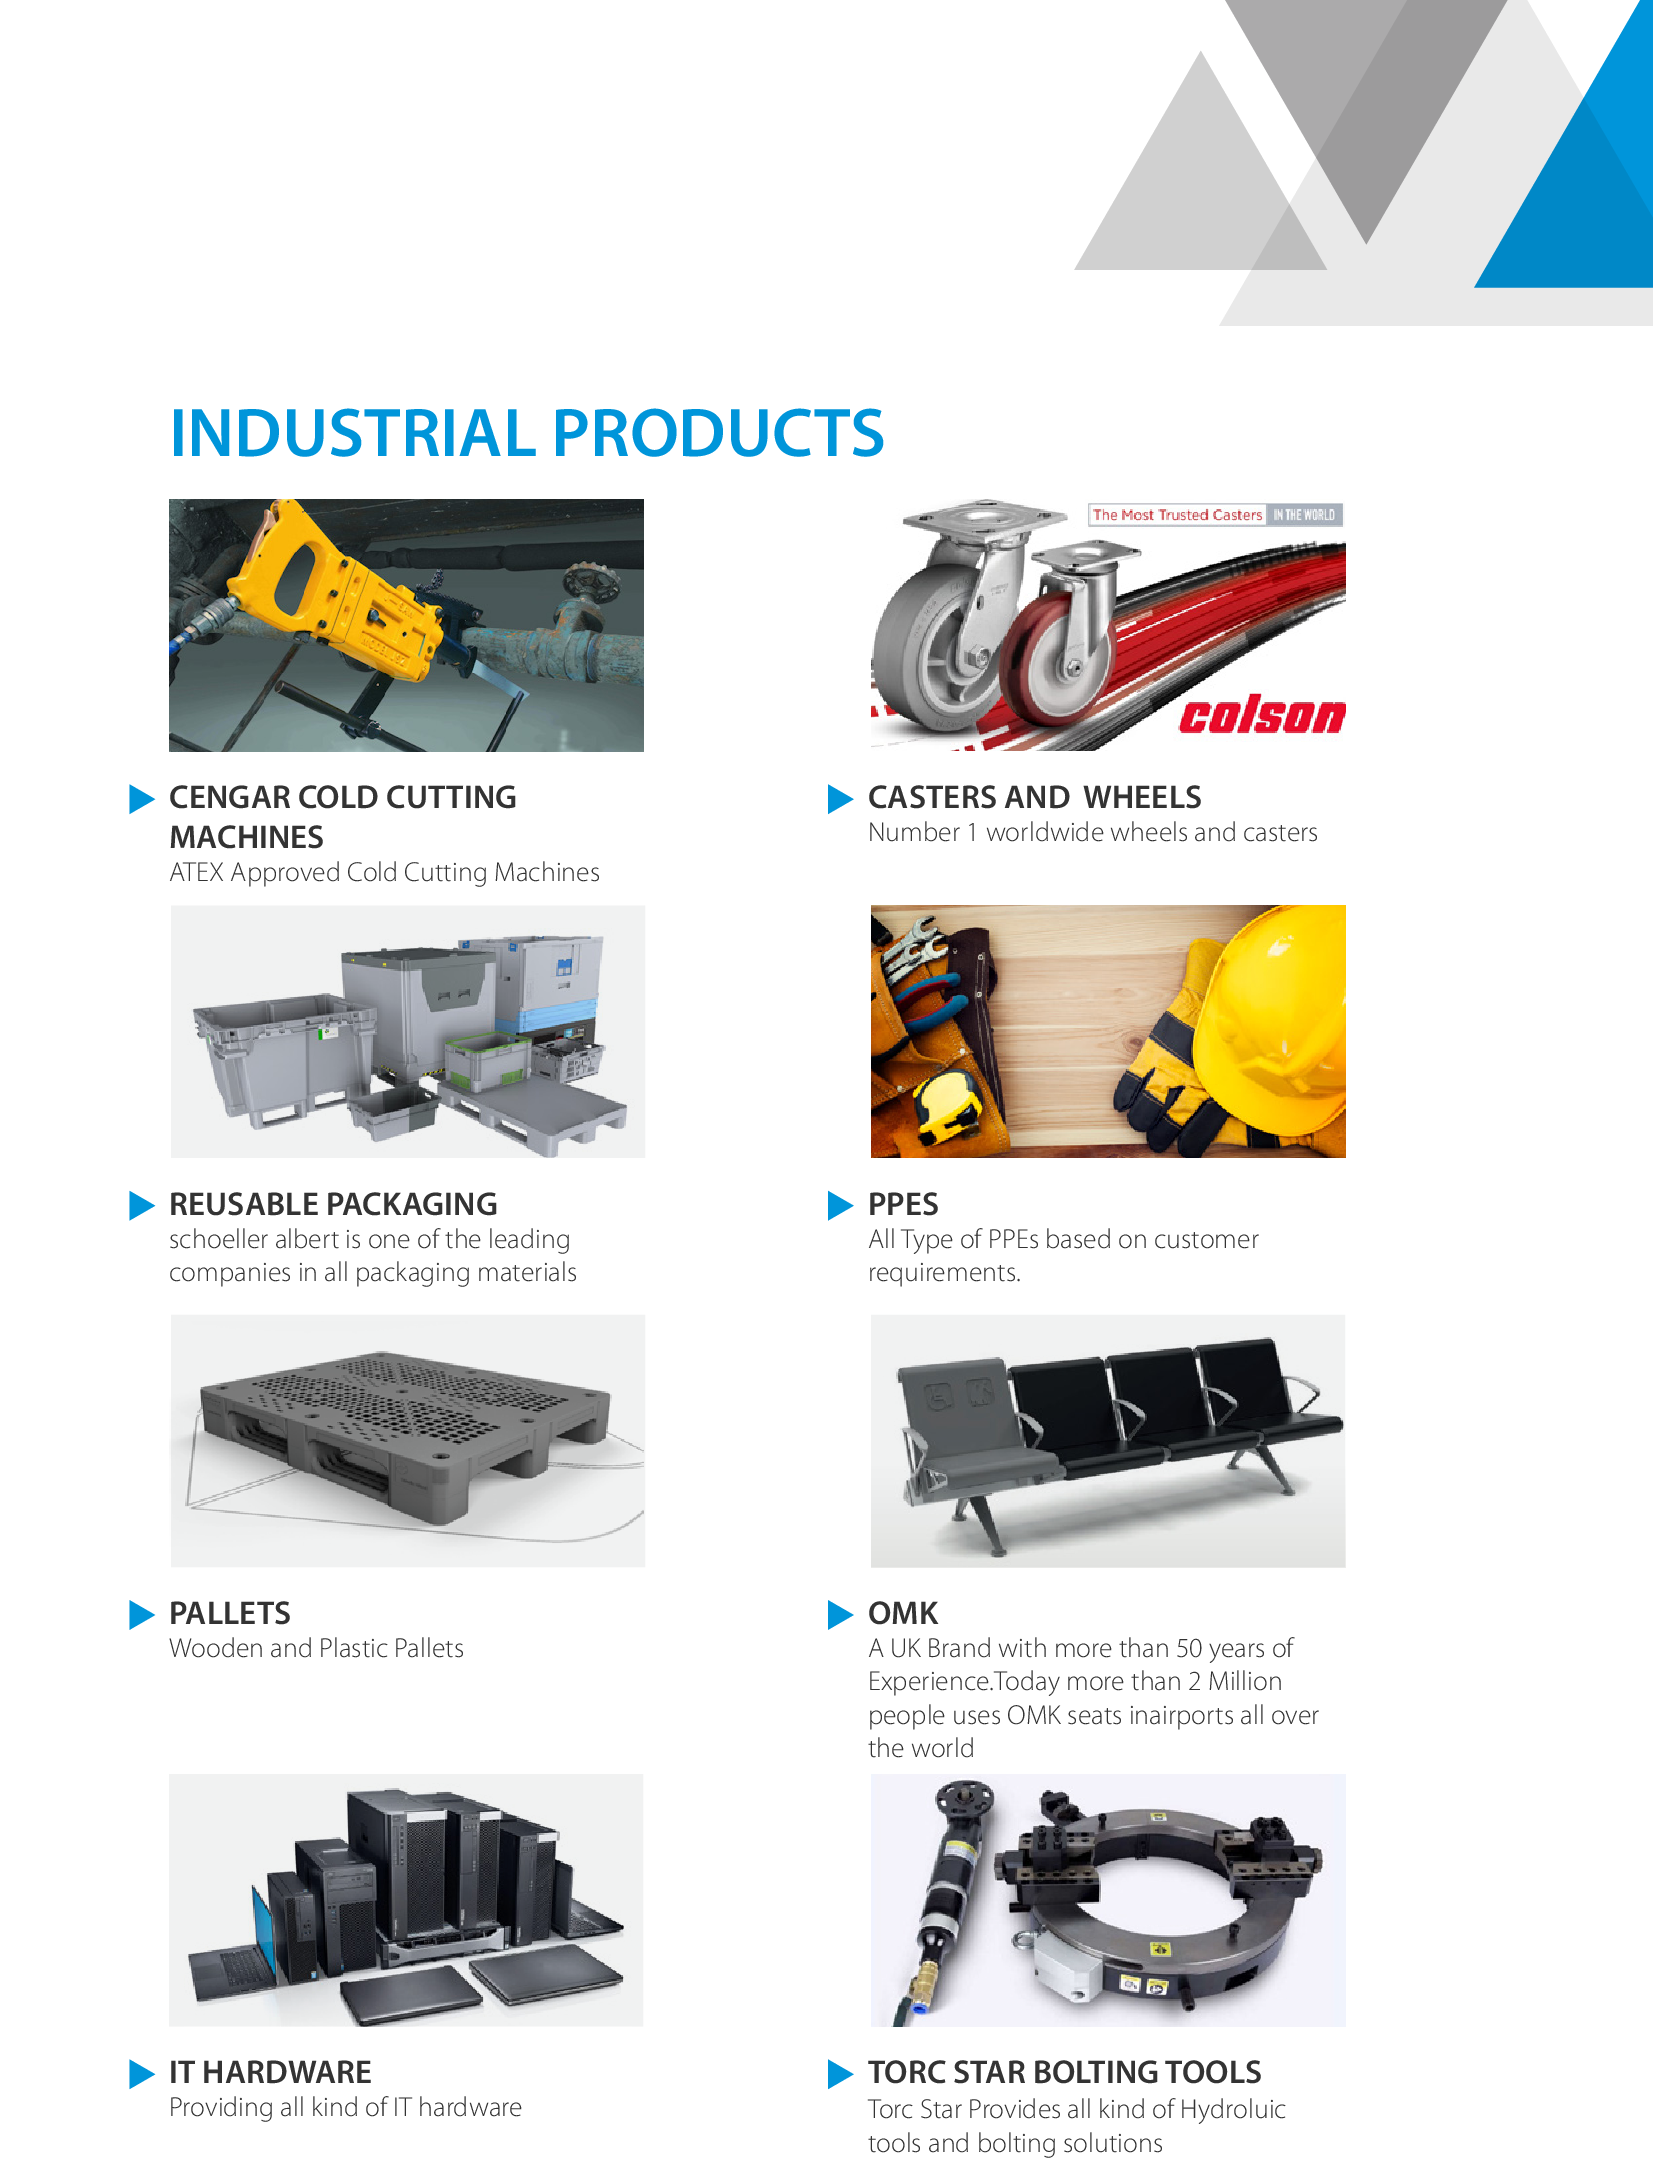 INDUSTRIAL PRODUCTS
The Most Trusted Casters IN THE WORLD
colson
CENGAR COLD CUTTING
MACHINES
ATEX Approved Cold Cutting Machines
CASTERS AND WHEELS
Number 1 worldwide wheels and casters
REUSABLE PACKAGING
schoeller albert is one of the leading
companies in all packaging materials
PPES
All Type of PPEs based on customer
requirements.
PALLETS
Wooden and Plastic Pallets
OMK
A UK Brand with more than 50 years of
Experience.Today more than 2 Million
people uses OMK seats inairports all over
the world
IT HARDWARE
Providing all kind of IT hardware
TORC STAR BOLTING TOOLS
Torc Star Provides all kind of Hydroluic
tools and bolting solutions